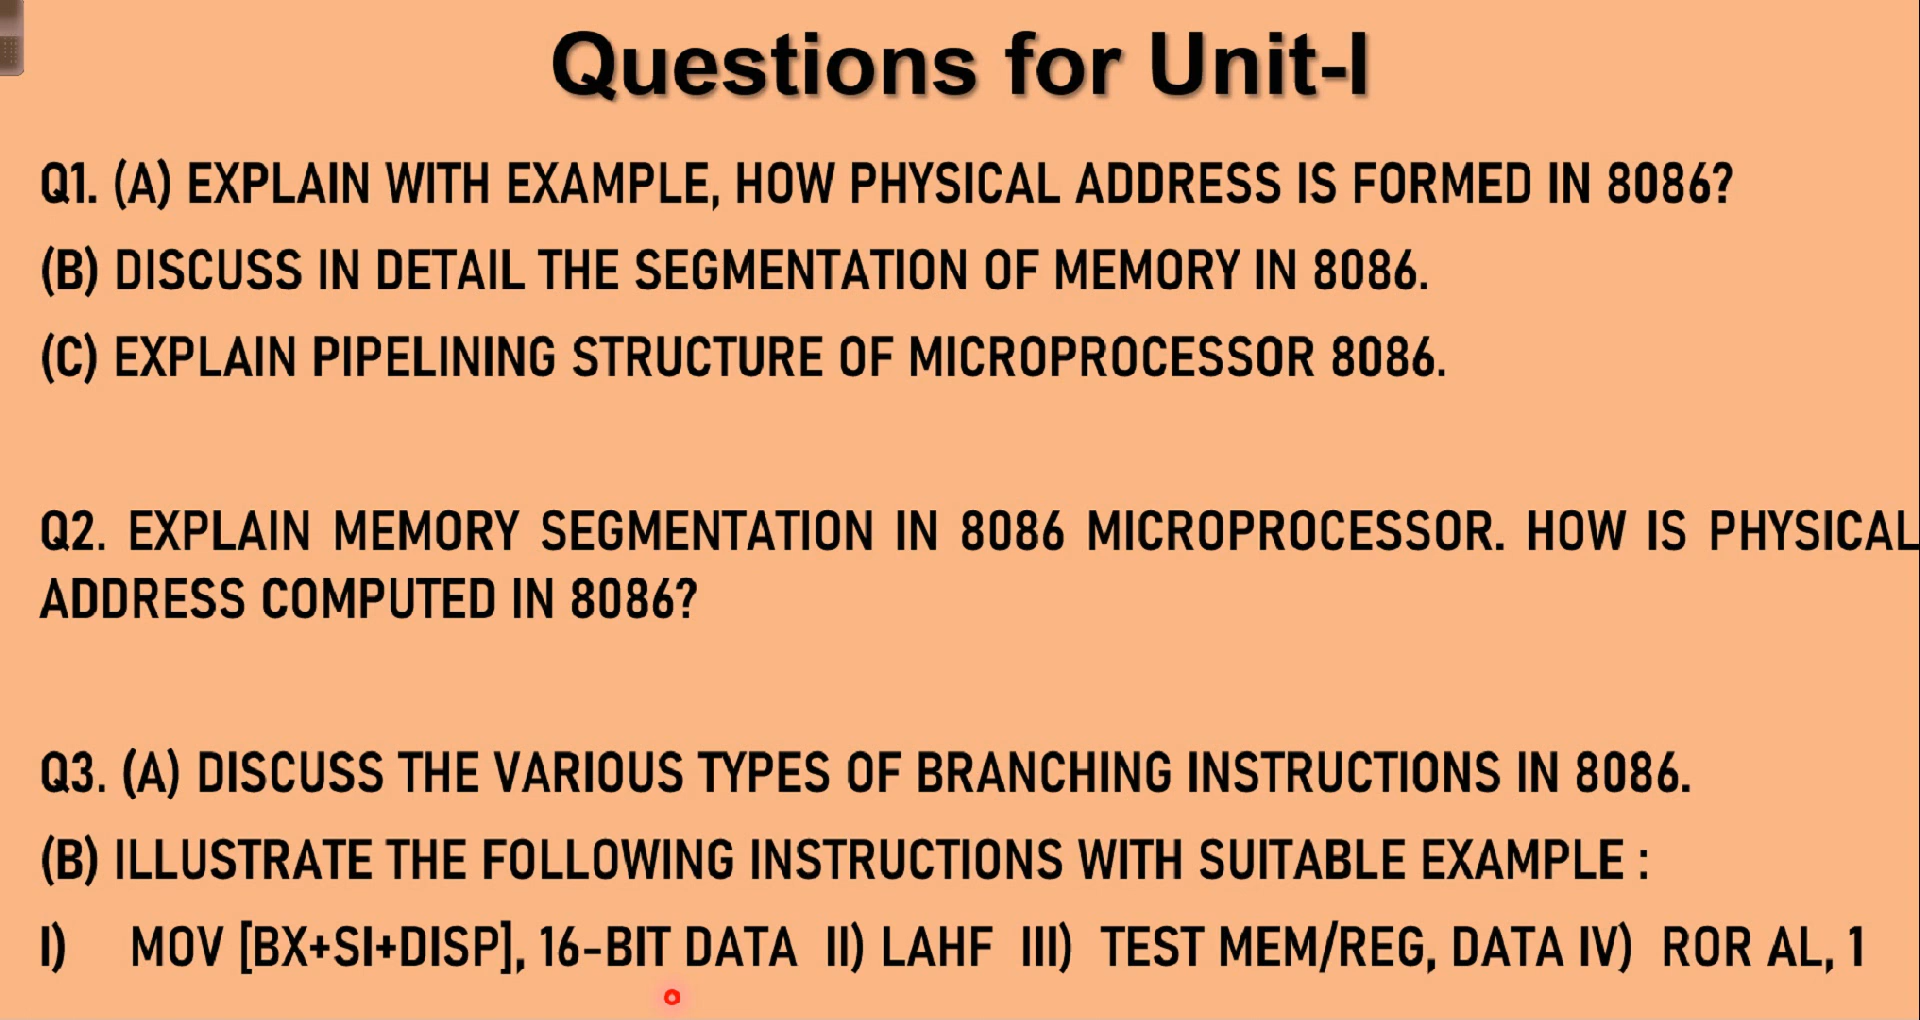 Questions for Unit-I
Q1. (A) EXPLAIN WITH EXAMPLE, HOW PHYSICAL ADDRESS IS FORMED IN 8086?
(B) DISCUSS IN DETAIL THE SEGMENTATION OF MEMORY IN 8086.
(C) EXPLAIN PIPELINING STRUCTURE OF MICROPROCESSOR 8086.
Q2. EXPLAIN MEMORY SEGMENTATION IN 8086 MICROPROCESSOR. HOW IS PHYSICAL
ADDRESS COMPUTED IN 8086?
Q3. (A) DISCUSS THE VARIOUS TYPES OF BRANCHING INSTRUCTIONS IN 8086.
(B) ILLUSTRATE THE FOLLOWING INSTRUCTIONS WITH SUITABLE EXAMPLE :
I) MOV [BX+SI+DISP], 16-BIT DATA II) LAHF III) TEST MEM/REG, DATA IV) ROR AL, 1